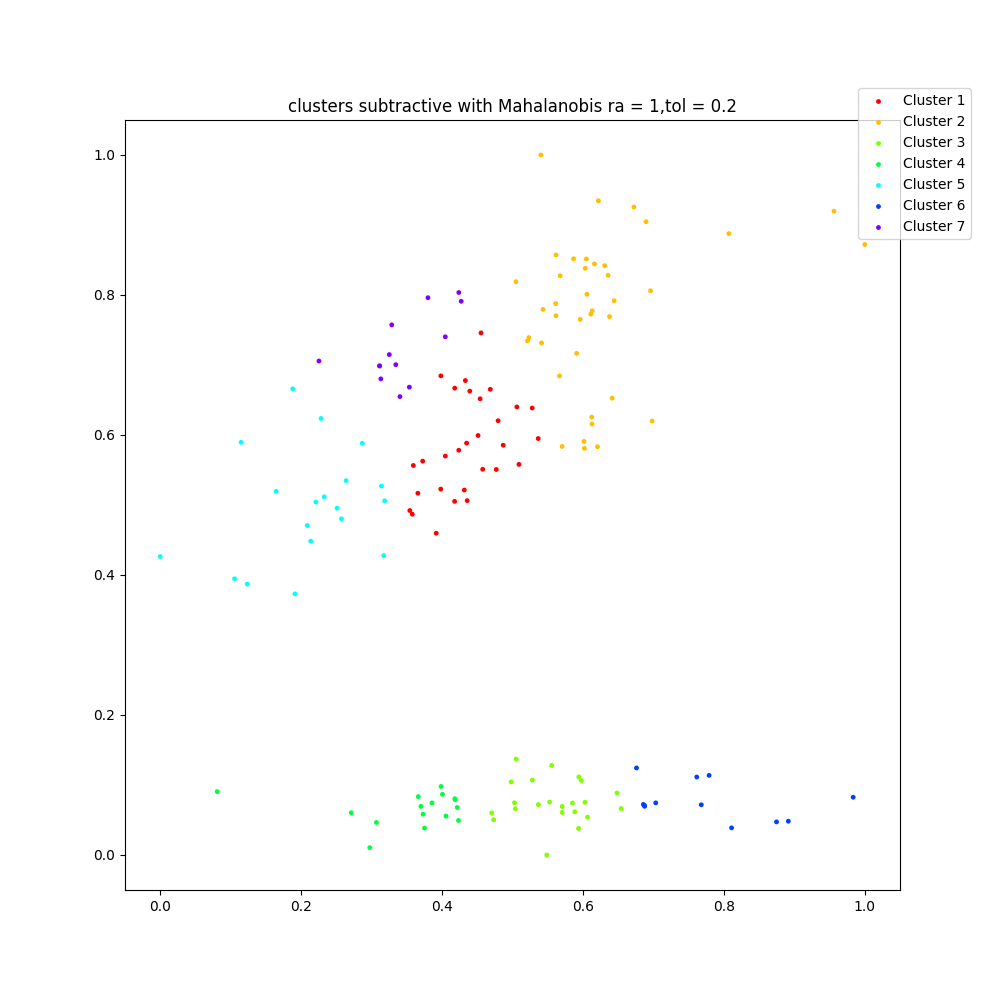 clusters subtractive with Mahalanobis ra = 1,tol = 0.2
Cluster 1
Cluster 2
Cluster 3
Cluster 4
Cluster 5
Cluster 6
Cluster 7
1.0
0.8
0.6
0.4
0.2
0.0
0.0 0.2 0.4 0.6 0.8 1.0